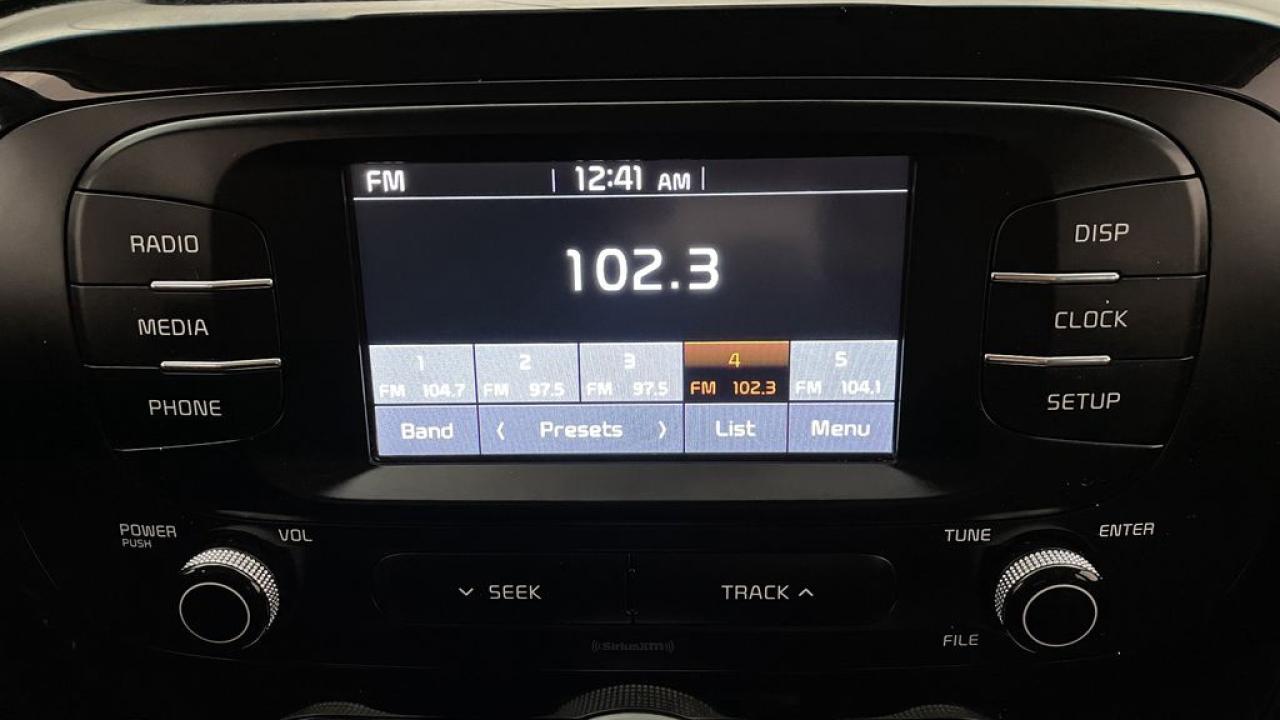 FM | 12:41 AM |
102.3
RADIO
MEDIA
PHONE
DISP
CLOCK
SETUP
1 2 3 4 5
FM 104.7 FM 97.5 FM 97.5 FM 102.3 FM 104.1
Band ⟨ Presets ⟩ List Menu
POWER VOL TUNE ENTER
PUSH
SEEK TRACK
FILE
SiriusXM